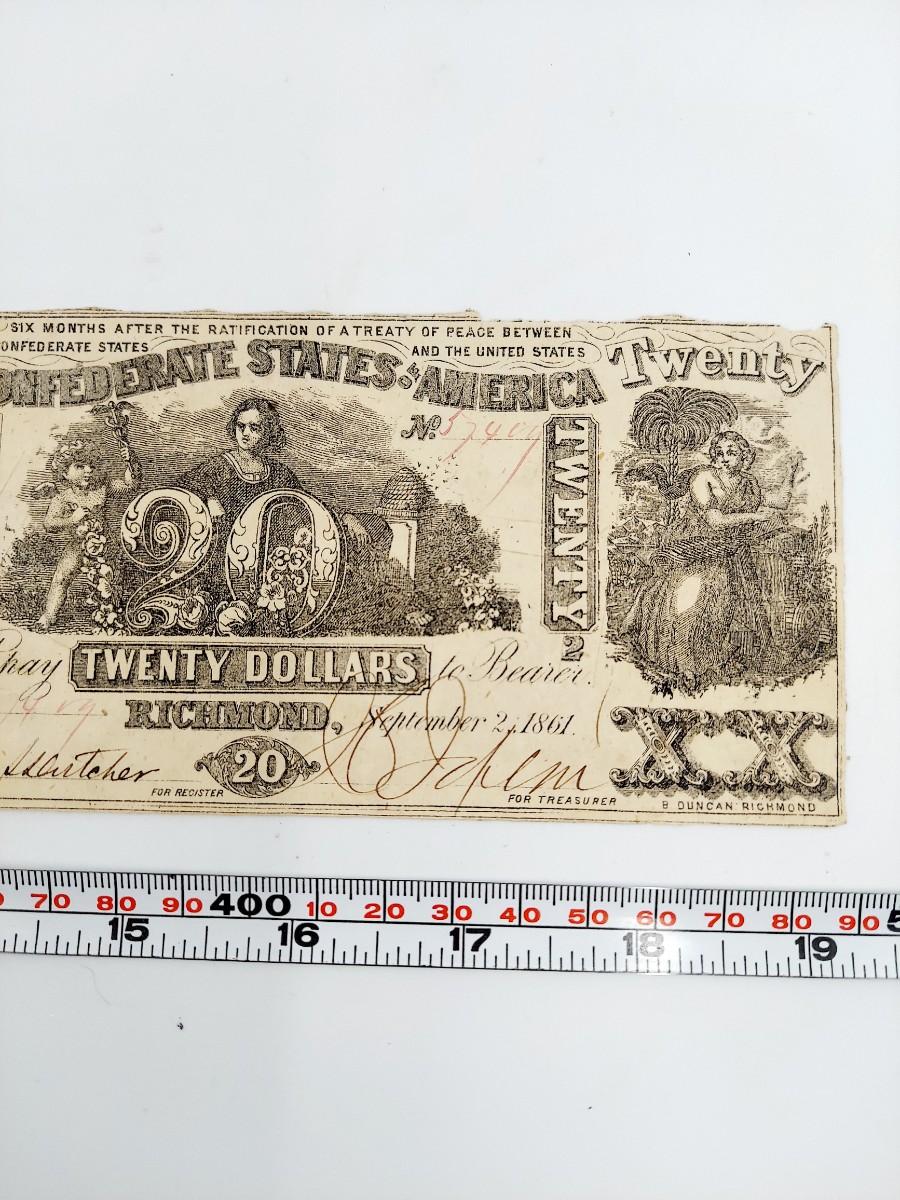 SIX MONTHS AFTER THE RATIFICATION OF A TREATY OF PEACE BETWEEN
ONFEDERATE STATES AND THE UNITED STATES
ONFEDERATE STATES OF AMERICA
Twenty
No.
20
TWENTY
2
pay TWENTY DOLLARS to Bearer.
RICHMOND, September 2, 1861.
20
XX
FOR REGISTER
FOR TREASURER
B DUNCAN RICHMOND
70 80 90 400 10 20 30 40 50 60 70 80 90 5
15 16 17 18 19